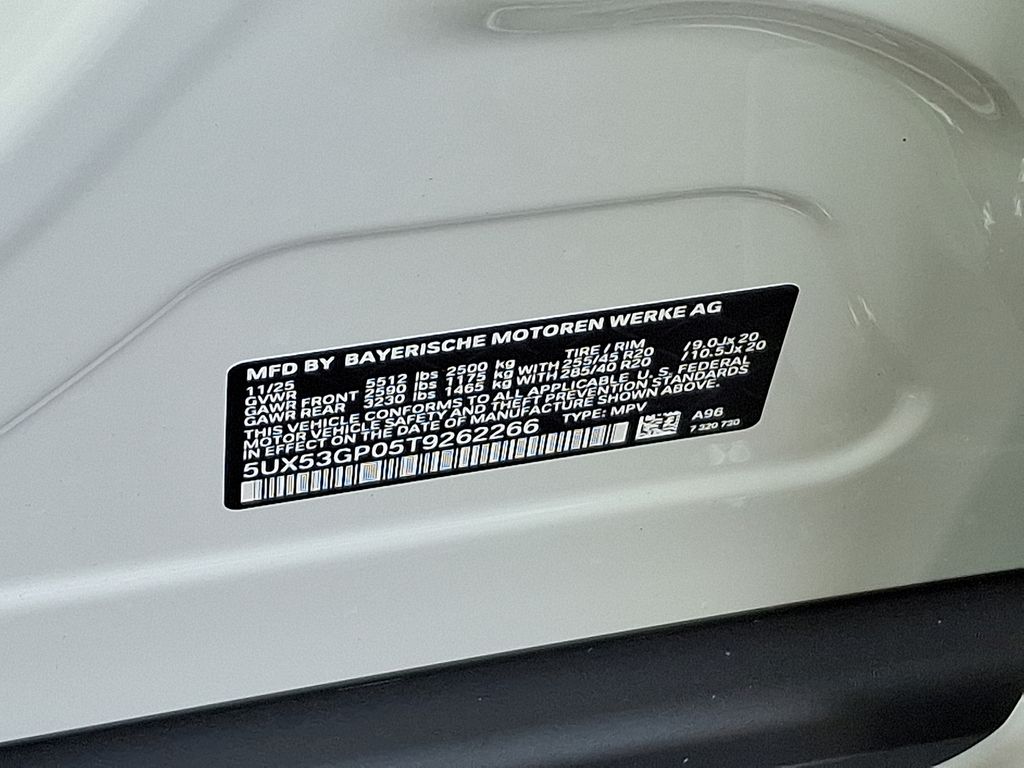 MFD BY BAYERISCHE MOTOREN WERKE AG
11/25 TIRE / RIM
GVWR 5512 lbs 2500 kg
GAWR FRONT 2590 lbs 1175 kg WITH 255/45 R20 /9.0Jx20
GAWR REAR 3230 lbs 1465 kg WITH 285/40 R20 /10.5Jx20
THIS VEHICLE CONFORMS TO ALL APPLICABLE U. S. FEDERAL
MOTOR VEHICLE SAFETY AND THEFT PREVENTION STANDARDS
IN EFFECT ON THE DATE OF MANUFACTURE SHOWN ABOVE.
5UX53GP05T9262266 TYPE: MPV A96
7 320 730